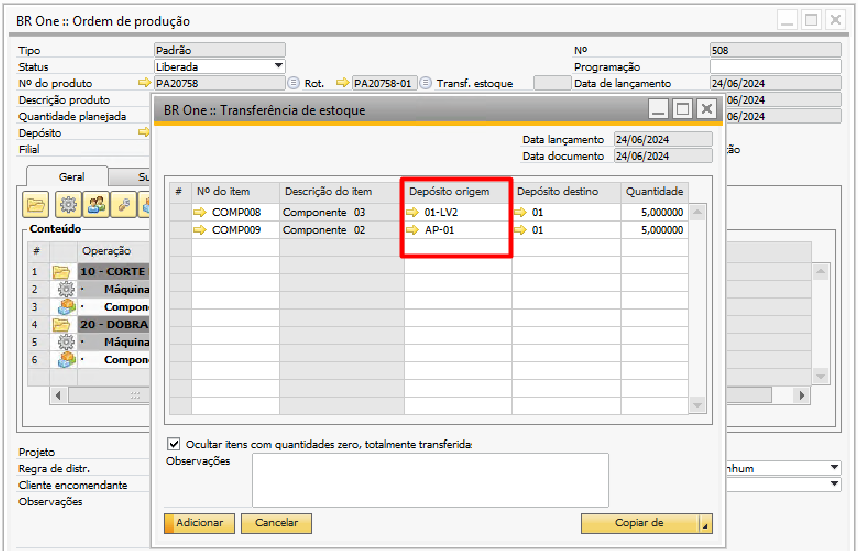 BR One :: Ordem de produção
Tipo Padrão Nº 508
Status Liberada Programação
Nº do produto PA20758 Rot. PA20758-01 Transf. estoque Data de lançamento 24/06/2024
Descrição produto 06/2024
Quantidade planejada 06/2024
Depósito
Filial ão
BR One :: Transferência de estoque
Data lançamento 24/06/2024
Data documento 24/06/2024
# Nº do item Descrição do item Depósito origem Depósito destino Quantidade
COMP008 Componente 03 01-LV2 01 5,000000
COMP009 Componente 02 AP-01 01 5,000000
Geral Su
Conteúdo
# Operação
1 10 - CORTE
2 Máquina
3 Compon
4 20 - DOBRA
5 Máquina
6 Compon
Ocultar itens com quantidades zero, totalmente transferida:
Observações
Adicionar Cancelar Copiar de
Projeto
Regra de distr. nhum
Cliente encomendante
Observações